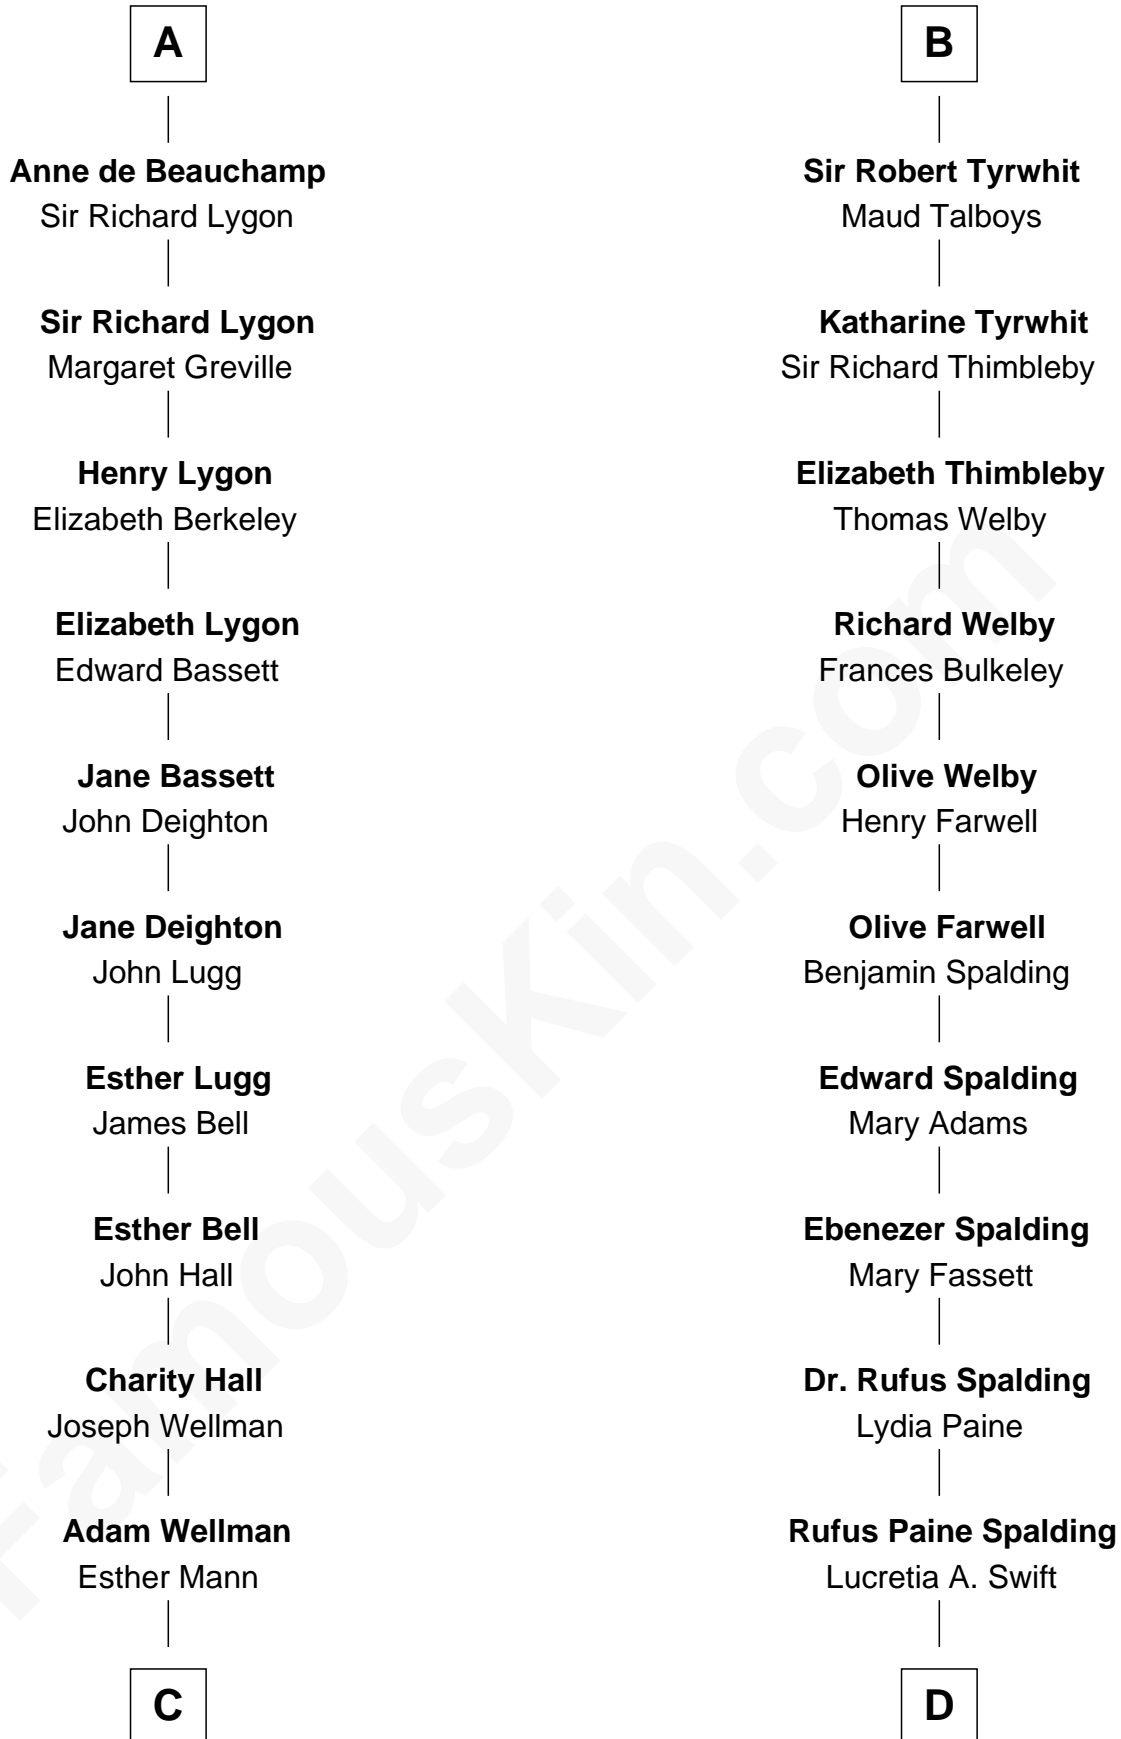 A
Anne de Beauchamp
Sir Richard Lygon
Sir Richard Lygon
Margaret Greville
Henry Lygon
Elizabeth Berkeley
Elizabeth Lygon
Edward Bassett
Jane Bassett
John Deighton
Jane Deighton
John Lugg
Esther Lugg
James Bell
Esther Bell
John Hall
Charity Hall
Joseph Wellman
Adam Wellman
Esther Mann
C
B
Sir Robert Tyrwhit
Maud Talboys
Katharine Tyrwhit
Sir Richard Thimbleby
Elizabeth Thimbleby
Thomas Welby
Richard Welby
Frances Bulkeley
Olive Welby
Henry Farwell
Olive Farwell
Benjamin Spalding
Edward Spalding
Mary Adams
Ebenezer Spalding
Mary Fassett
Dr. Rufus Spalding
Lydia Paine
Rufus Paine Spalding
Lucretia A. Swift
D
FamousKin.com